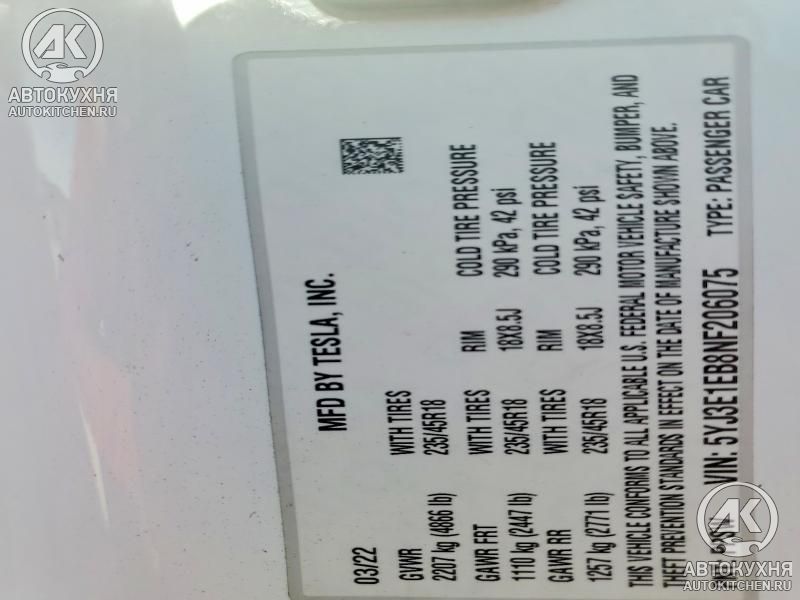 AK
АВТОКУХНЯ
AUTOKITCHEN.RU
MFD BY TESLA, INC.
03/22
GVWR WITH TIRES
2207 kg (4866 lb) 235/45R18
GAWR FRT WITH TIRES RIM COLD TIRE PRESSURE
1110 kg (2447 lb) 235/45R18 18X8.5J 290 kPa, 42 psi
GAWR RR WITH TIRES RIM COLD TIRE PRESSURE
1257 kg (2771 lb) 235/45R18 18X8.5J 290 kPa, 42 psi
THIS VEHICLE CONFORMS TO ALL APPLICABLE U.S. FEDERAL MOTOR VEHICLE SAFETY, BUMPER, AND
THEFT PREVENTION STANDARDS IN EFFECT ON THE DATE OF MANUFACTURE SHOWN ABOVE.
VIN: 5YJ3E1EB8NF206075 TYPE: PASSENGER CAR
AK
АВТОКУХНЯ
AUTOKITCHEN.RU